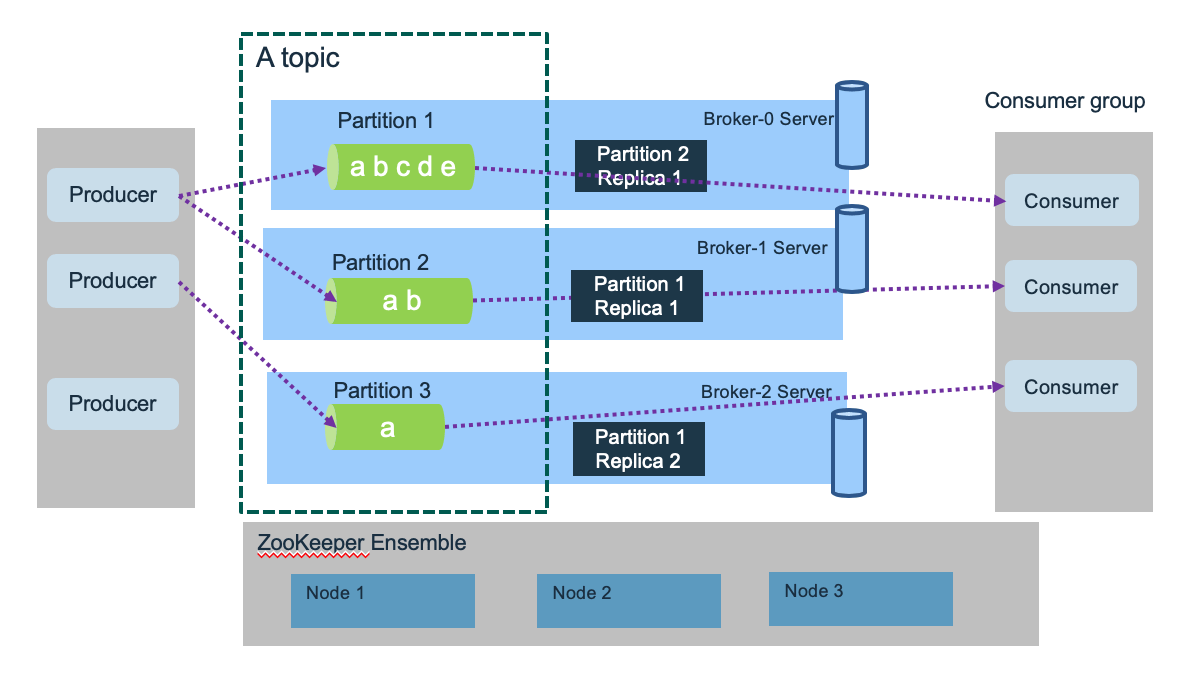 A topic
Consumer group
Partition 1
Broker-0 Server
a b c d e
Partition 2
Replica 1
Producer
Consumer
Partition 2
Broker-1 Server
a b
Partition 1
Replica 1
Producer
Consumer
Partition 3
Broker-2 Server
a
Partition 1
Replica 2
Producer
Consumer
ZooKeeper Ensemble
Node 1
Node 2
Node 3